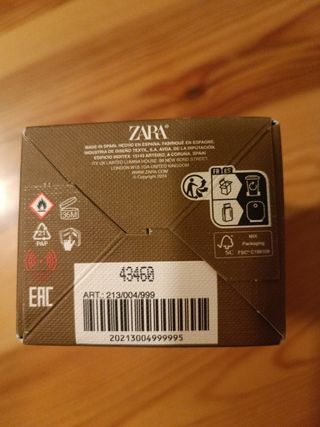 ZARA
MADE IN SPAIN. HECHO EN ESPAÑA. FABRIQUÉ EN ESPAGNE.
INDUSTRIA DE DISEÑO TEXTIL, S.A. AVDA. DE LA DIPUTACIÓN,
EDIFICIO INDITEX, 15143 ARTEIXO, A CORUÑA, SPAIN
ITX UK LIMITED LUMINA HOUSE, 89 NEW BOND STREET,
LONDON W1S 1DA UNITED KINGDOM
WWW.ZARA.COM
© Copyright 2024
FR ES
36M
21
PAP
MIX
Packaging
FSC
EAC
43460
ART.: 213/004/999
20213004999995